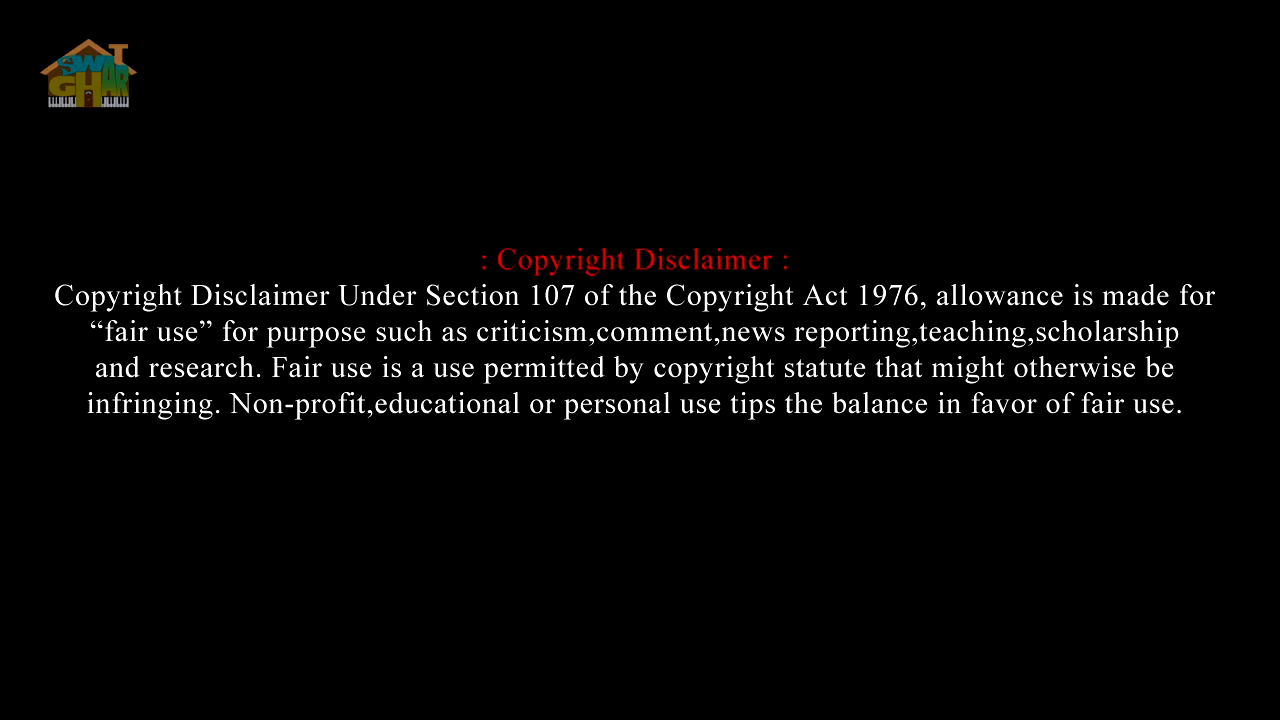 SWT
GHAR
: Copyright Disclaimer :
Copyright Disclaimer Under Section 107 of the Copyright Act 1976, allowance is made for
“fair use” for purpose such as criticism,comment,news reporting,teaching,scholarship
and research. Fair use is a use permitted by copyright statute that might otherwise be
infringing. Non-profit,educational or personal use tips the balance in favor of fair use.